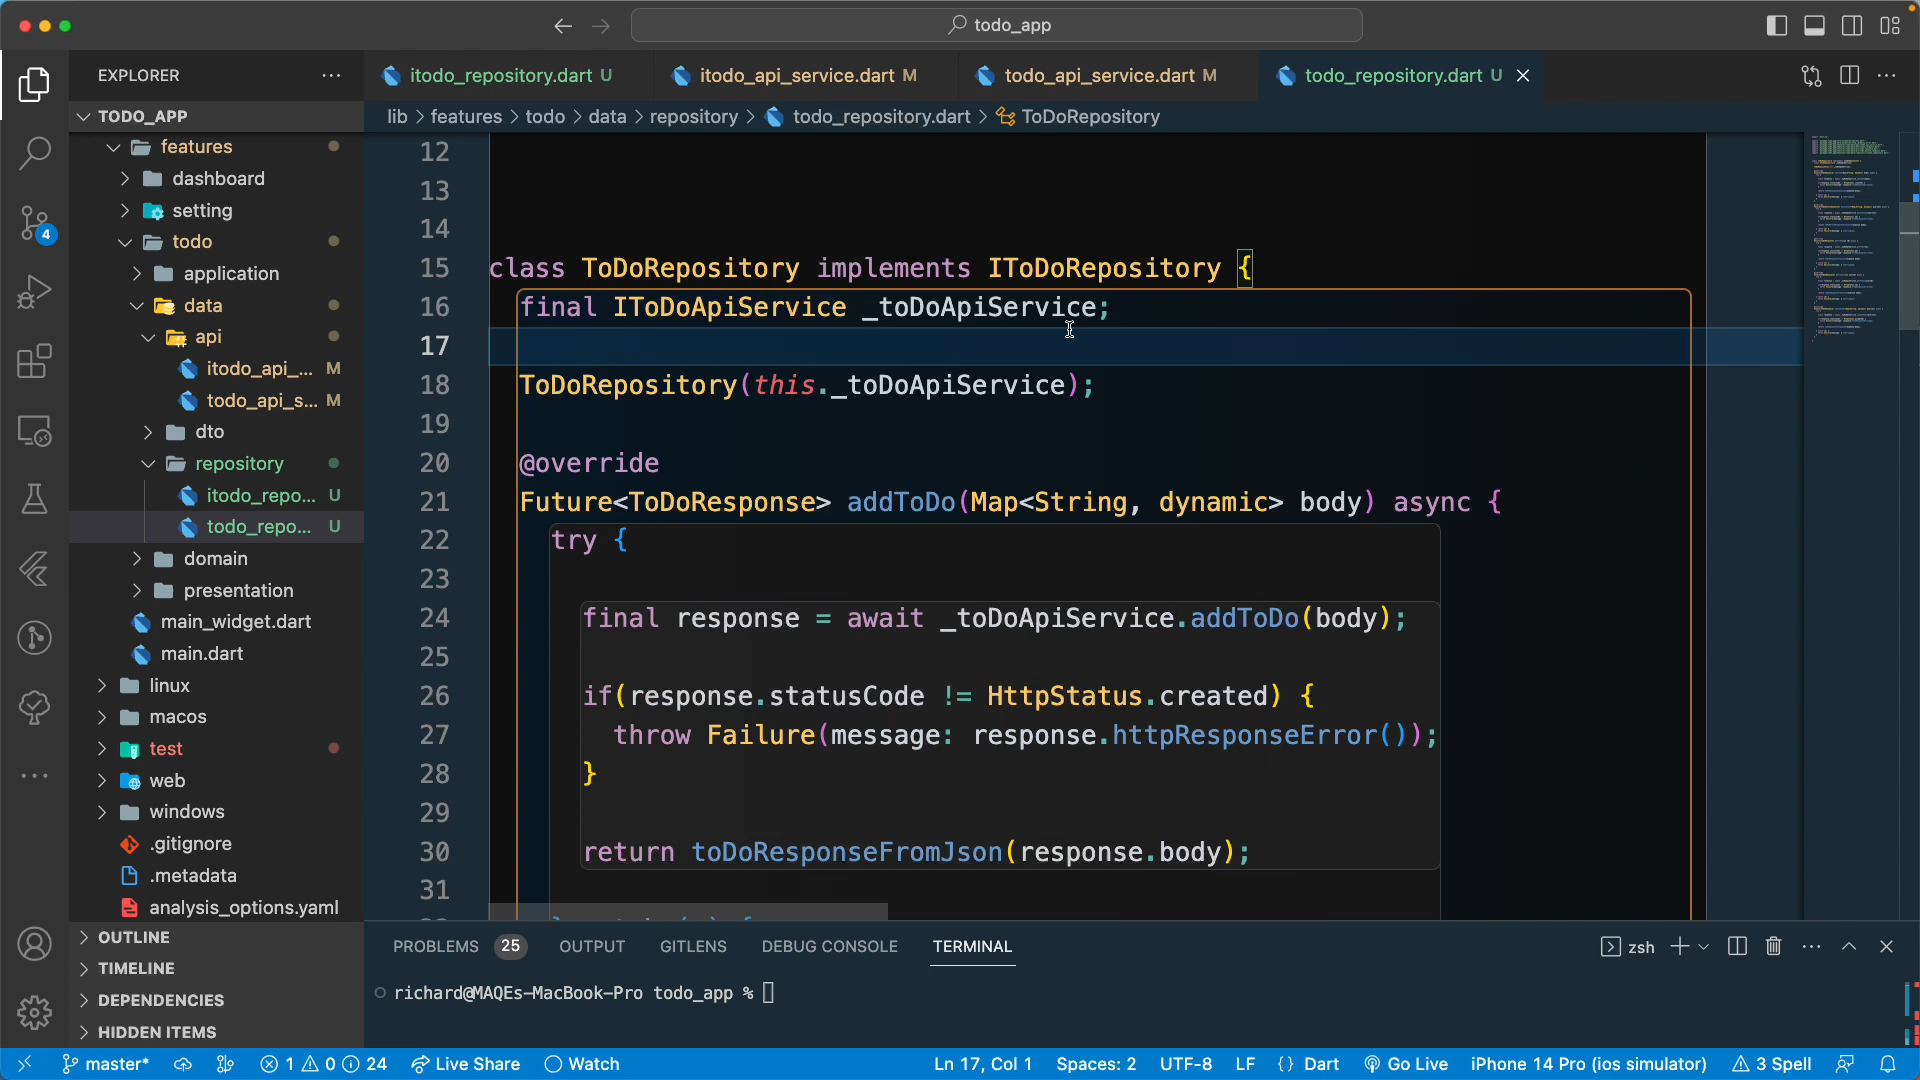 todo_app
EXPLORER
itodo_repository.dart U
itodo_api_service.dart M
todo_api_service.dart M
todo_repository.dart U
TODO_APP
lib > features > todo > data > repository > todo_repository.dart > ToDoRepository
features
dashboard
setting
todo
application
data
api
itodo_api_... M
todo_api_s... M
dto
repository
itodo_repo... U
todo_repo... U
domain
presentation
main_widget.dart
main.dart
linux
macos
test
web
windows
.gitignore
.metadata
analysis_options.yaml
OUTLINE
TIMELINE
DEPENDENCIES
HIDDEN ITEMS
4
12
13
14
15 class ToDoRepository implements IToDoRepository {
16 final IToDoApiService _toDoApiService;
17
18 ToDoRepository(this._toDoApiService);
19
20 @override
21 Future<ToDoResponse> addToDo(Map<String, dynamic> body) async {
22 try {
23
24 final response = await _toDoApiService.addToDo(body);
25
26 if(response.statusCode != HttpStatus.created) {
27 throw Failure(message: response.httpResponseError());
28 }
29
30 return toDoResponseFromJson(response.body);
31
PROBLEMS 25 OUTPUT GITLENS DEBUG CONSOLE TERMINAL
zsh
richard@MAQEs-MacBook-Pro todo_app %
master* 1 0 24 Live Share Watch
Ln 17, Col 1 Spaces: 2 UTF-8 LF {} Dart Go Live iPhone 14 Pro (ios simulator) 3 Spell